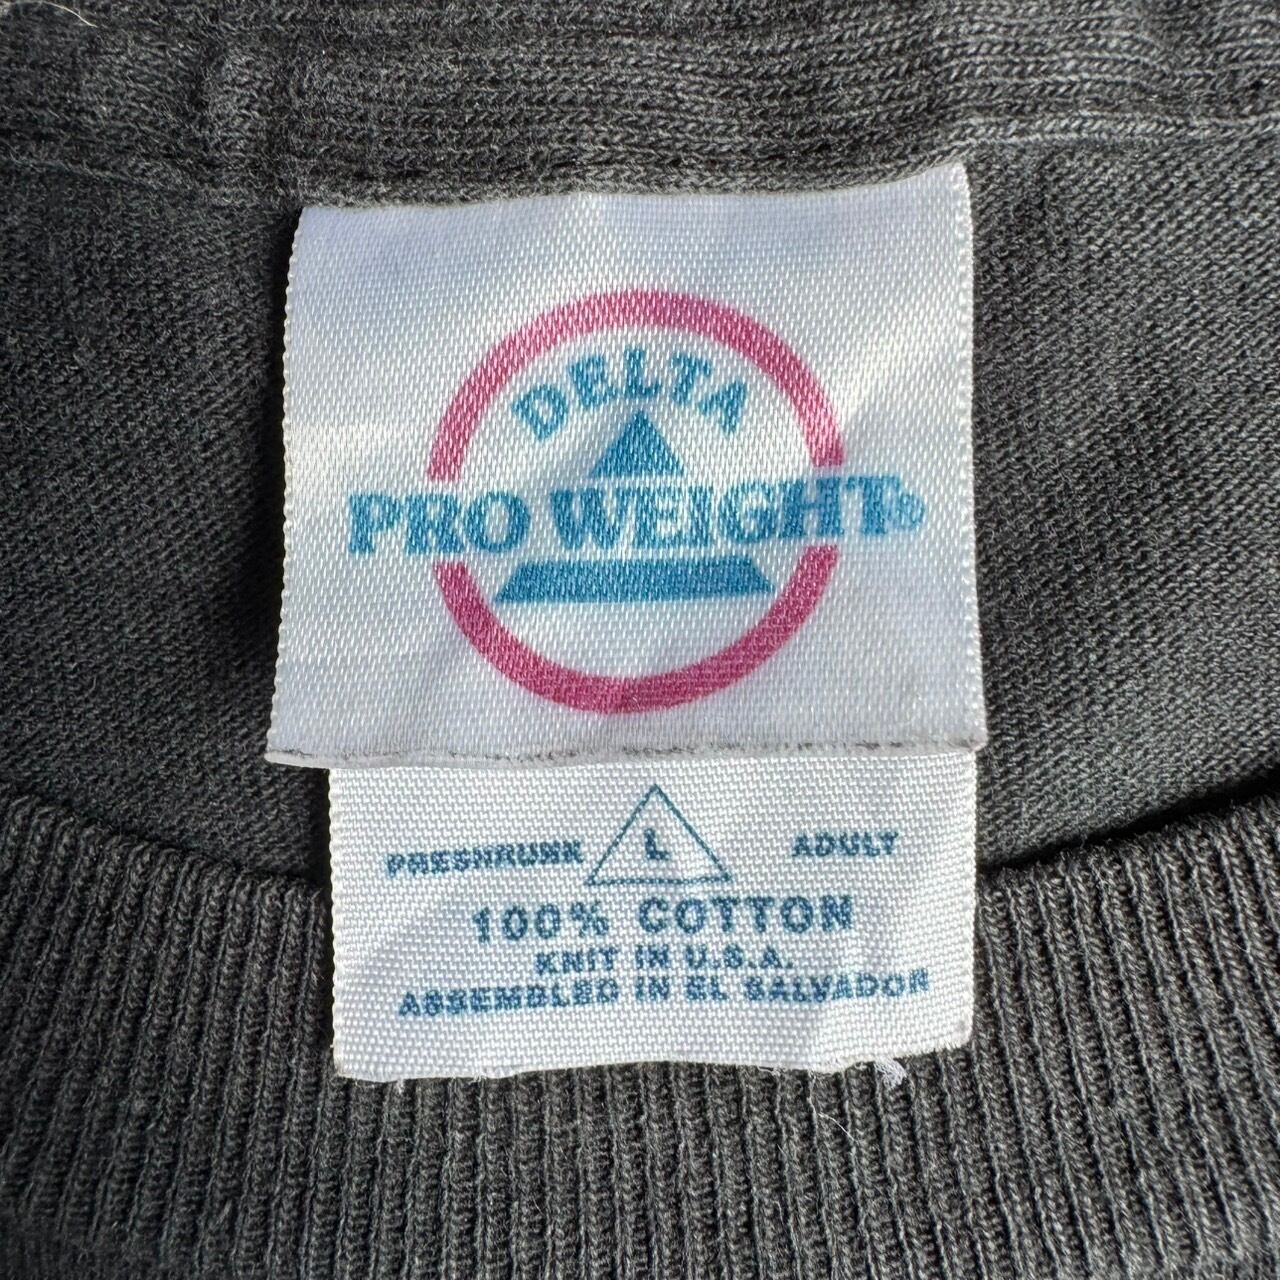 DELTA
PRO WEIGHT®
PRESHRUNK L ADULT
100% COTTON
KNIT IN U.S.A.
ASSEMBLED IN EL SALVADOR